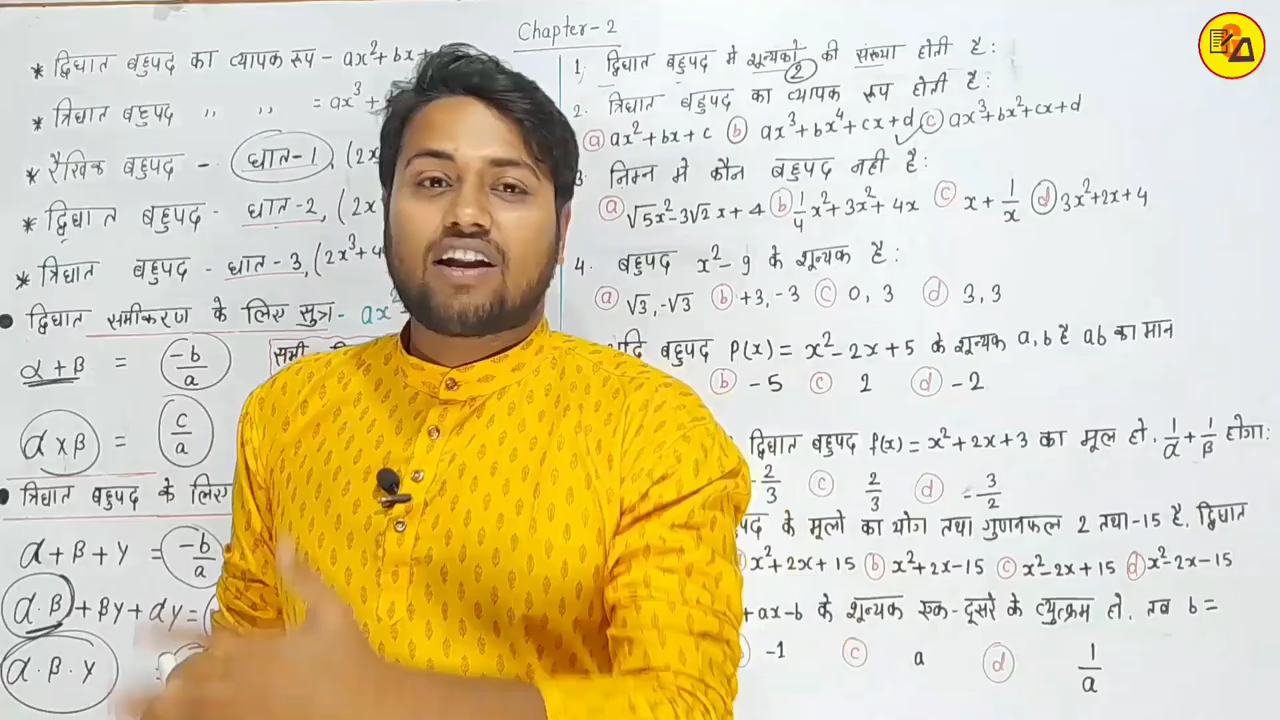 Chapter-2
* द्विघात बहुपद का व्यापक रूप - ax²+bx+
* त्रिघात बहुपद ,, ,, = ax³+
* रैखिक बहुपद - घात-1, (2x
* द्विघात बहुपद - घात-2, (2x
* त्रिघात बहुपद - घात-3, (2x³+4
• द्विघात समीकरण के लिए सुत्र - ax²
α+β = -b/a
α×β = c/a
• त्रिघात बहुपद के लिए
α+β+γ = -b/a
α.β+βγ+αγ=
α.β.γ
1. द्विघात बहुपद मे शून्यको की संख्या होती है:
2
2. त्रिघात बहुपद का व्यापक रूप होती है:
ⓐ ax²+bx+c ⓑ ax³+bx⁴+cx+d ⓒ ax³+bx²+cx+d
3. निम्न मे कौन बहुपद नही है:
ⓐ √5x²-3√2x+4 ⓑ 1/4x²+3x²+4x ⓒ x+1/x ⓓ 3x²+2x+4
4. बहुपद x²-9 के शून्यक है:
ⓐ √3,-√3 ⓑ +3,-3 ⓒ 0,3 ⓓ 3,3
बहुपद P(x)=x²-2x+5 के शून्यक a,b है ab का मान
ⓑ -5 ⓒ 2 ⓓ -2
द्विघात बहुपद f(x)=x²+2x+3 का मूल हो. 1/α+1/β होगा:
-2/3 ⓒ 2/3 ⓓ -3/2
पद के मूलो का योग तथा गुणनफल 2 तथा-15 है. द्विघात
x²+2x+15 ⓑ x²+2x-15 ⓒ x²-2x+15 ⓓ x²-2x-15
+ax-b के शून्यक एक-दूसरे के व्युत्क्रम हो. तब b=
-1 ⓒ a ⓓ 1/a